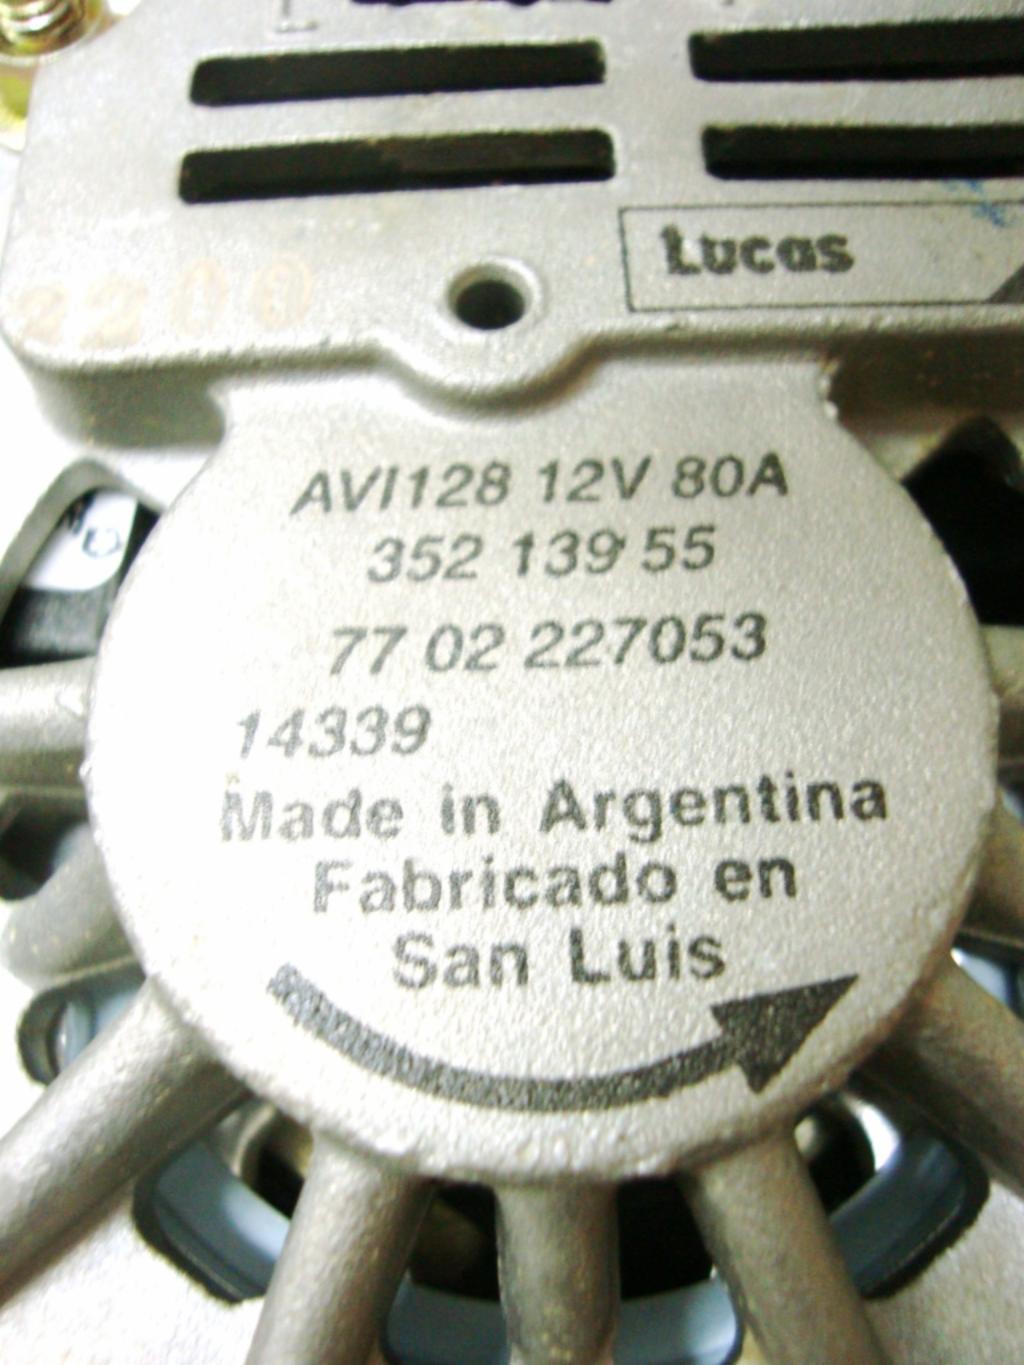 Lucas
AVI128 12V 80A
352 139 55
77 02 227053
14339
Made in Argentina
Fabricado en
San Luis